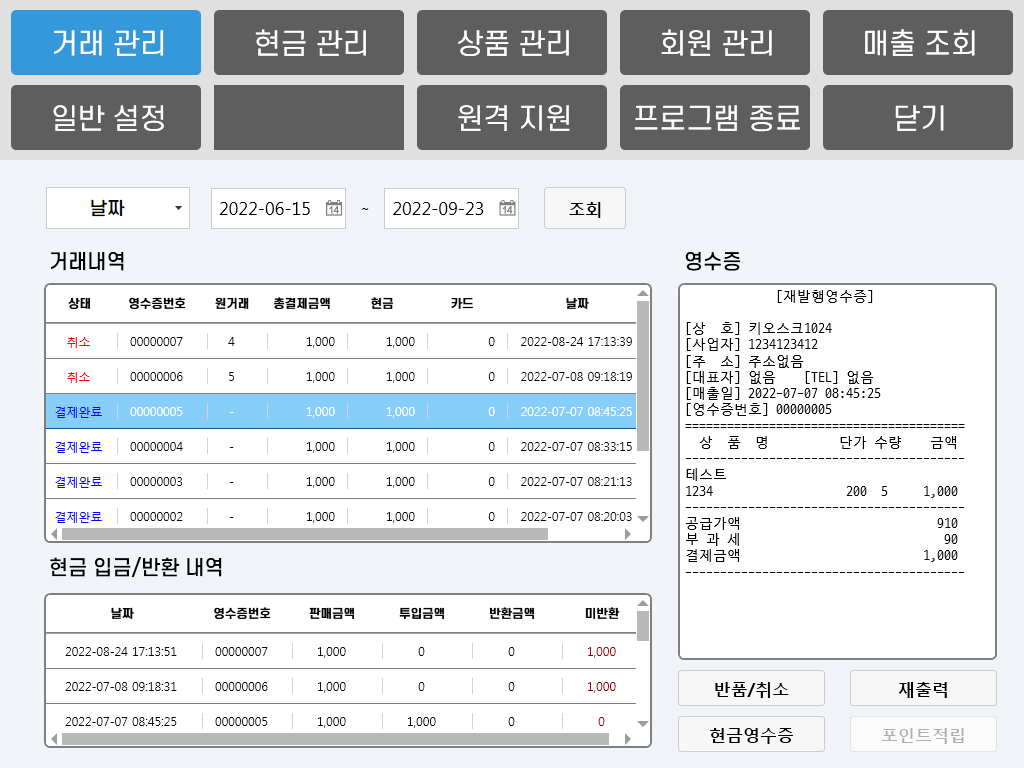 거래 관리 현금 관리 상품 관리 회원 관리 매출 조회
일반 설정 원격 지원 프로그램 종료 닫기
날짜 2022-06-15 14 ~ 2022-09-23 14 조회
거래내역
상태 영수증번호 원거래 총결제금액 현금 카드 날짜
취소 00000007 4 1,000 1,000 0 2022-08-24 17:13:39
취소 00000006 5 1,000 1,000 0 2022-07-08 09:18:19
결제완료 00000005 - 1,000 1,000 0 2022-07-07 08:45:25
결제완료 00000004 - 1,000 1,000 0 2022-07-07 08:33:15
결제완료 00000003 - 1,000 1,000 0 2022-07-07 08:21:13
결제완료 00000002 - 1,000 1,000 0 2022-07-07 08:20:03
현금 입금/반환 내역
날짜 영수증번호 판매금액 투입금액 반환금액 미반환
2022-08-24 17:13:51 00000007 1,000 0 0 1,000
2022-07-08 09:18:31 00000006 1,000 0 0 1,000
2022-07-07 08:45:25 00000005 1,000 1,000 0 0
영수증
[재발행영수증]
[상 호] 키오스크1024
[사업자] 1234123412
[주 소] 주소없음
[대표자] 없음 [TEL] 없음
[매출일] 2022-07-07 08:45:25
[영수증번호] 00000005
========================================
상 품 명 단가 수량 금액
----------------------------------------
테스트
1234 200 5 1,000
----------------------------------------
공급가액 910
부 과 세 90
결제금액 1,000
----------------------------------------
반품/취소 재출력
현금영수증 포인트적립